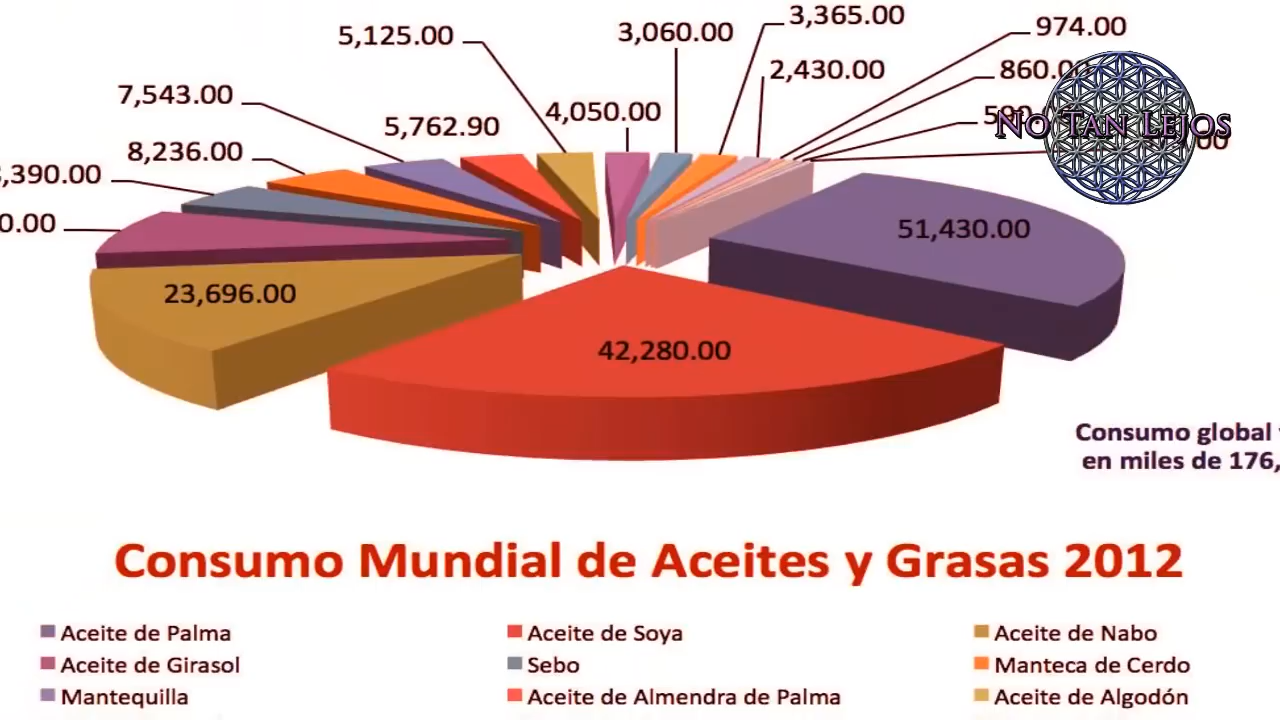 3,365.00
974.00
5,125.00
3,060.00
2,430.00
860.00
7,543.00
5,762.90
4,050.00
No Tan Lejos
8,236.00
,390.00
0.00
51,430.00
23,696.00
42,280.00
Consumo global
en miles de 176,
Consumo Mundial de Aceites y Grasas 2012
Aceite de Palma
Aceite de Soya
Aceite de Nabo
Aceite de Girasol
Sebo
Manteca de Cerdo
Mantequilla
Aceite de Almendra de Palma
Aceite de Algodón